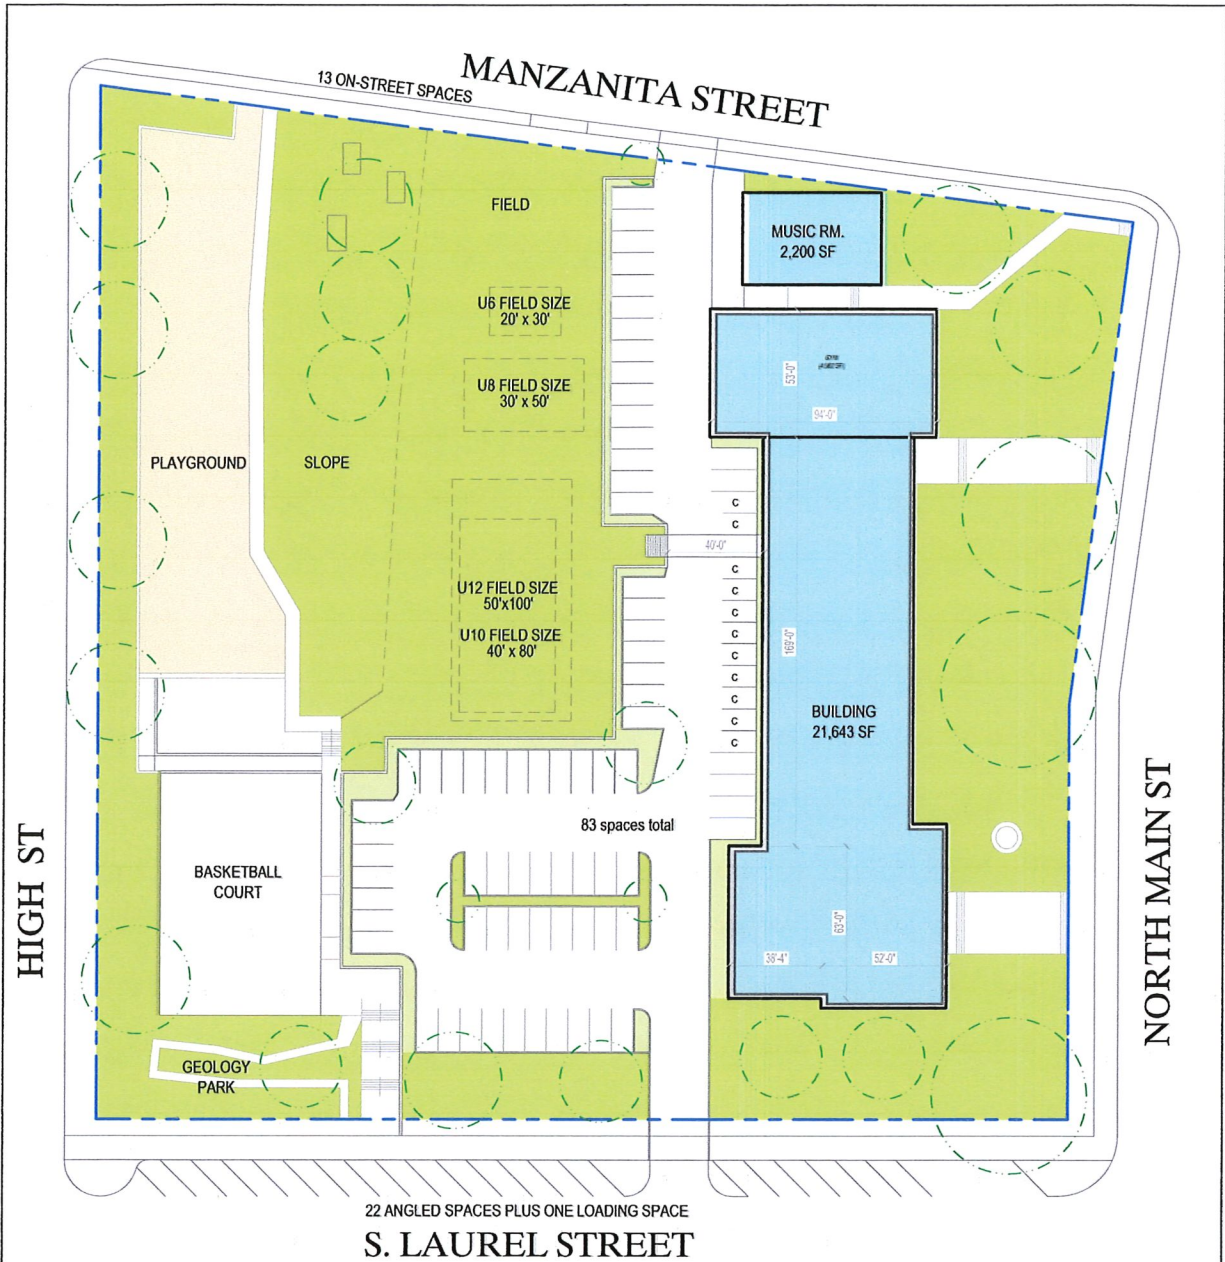 MANZANITA STREET
13 ON-STREET SPACES
FIELD
MUSIC RM.
2,200 SF
U6 FIELD SIZE
20' x 30'
U8 FIELD SIZE
30' x 50'
53'-0"
94'-0"
PLAYGROUND
SLOPE
C
C
40'-0"
C
C
C
C
C
C
C
C
C
U12 FIELD SIZE
50'x100'
U10 FIELD SIZE
40' x 80'
169'-0"
BUILDING
21,643 SF
83 spaces total
BASKETBALL
COURT
63'-0"
38'-4"
52'-0"
HIGH ST
NORTH MAIN ST
GEOLOGY
PARK
22 ANGLED SPACES PLUS ONE LOADING SPACE
S. LAUREL STREET